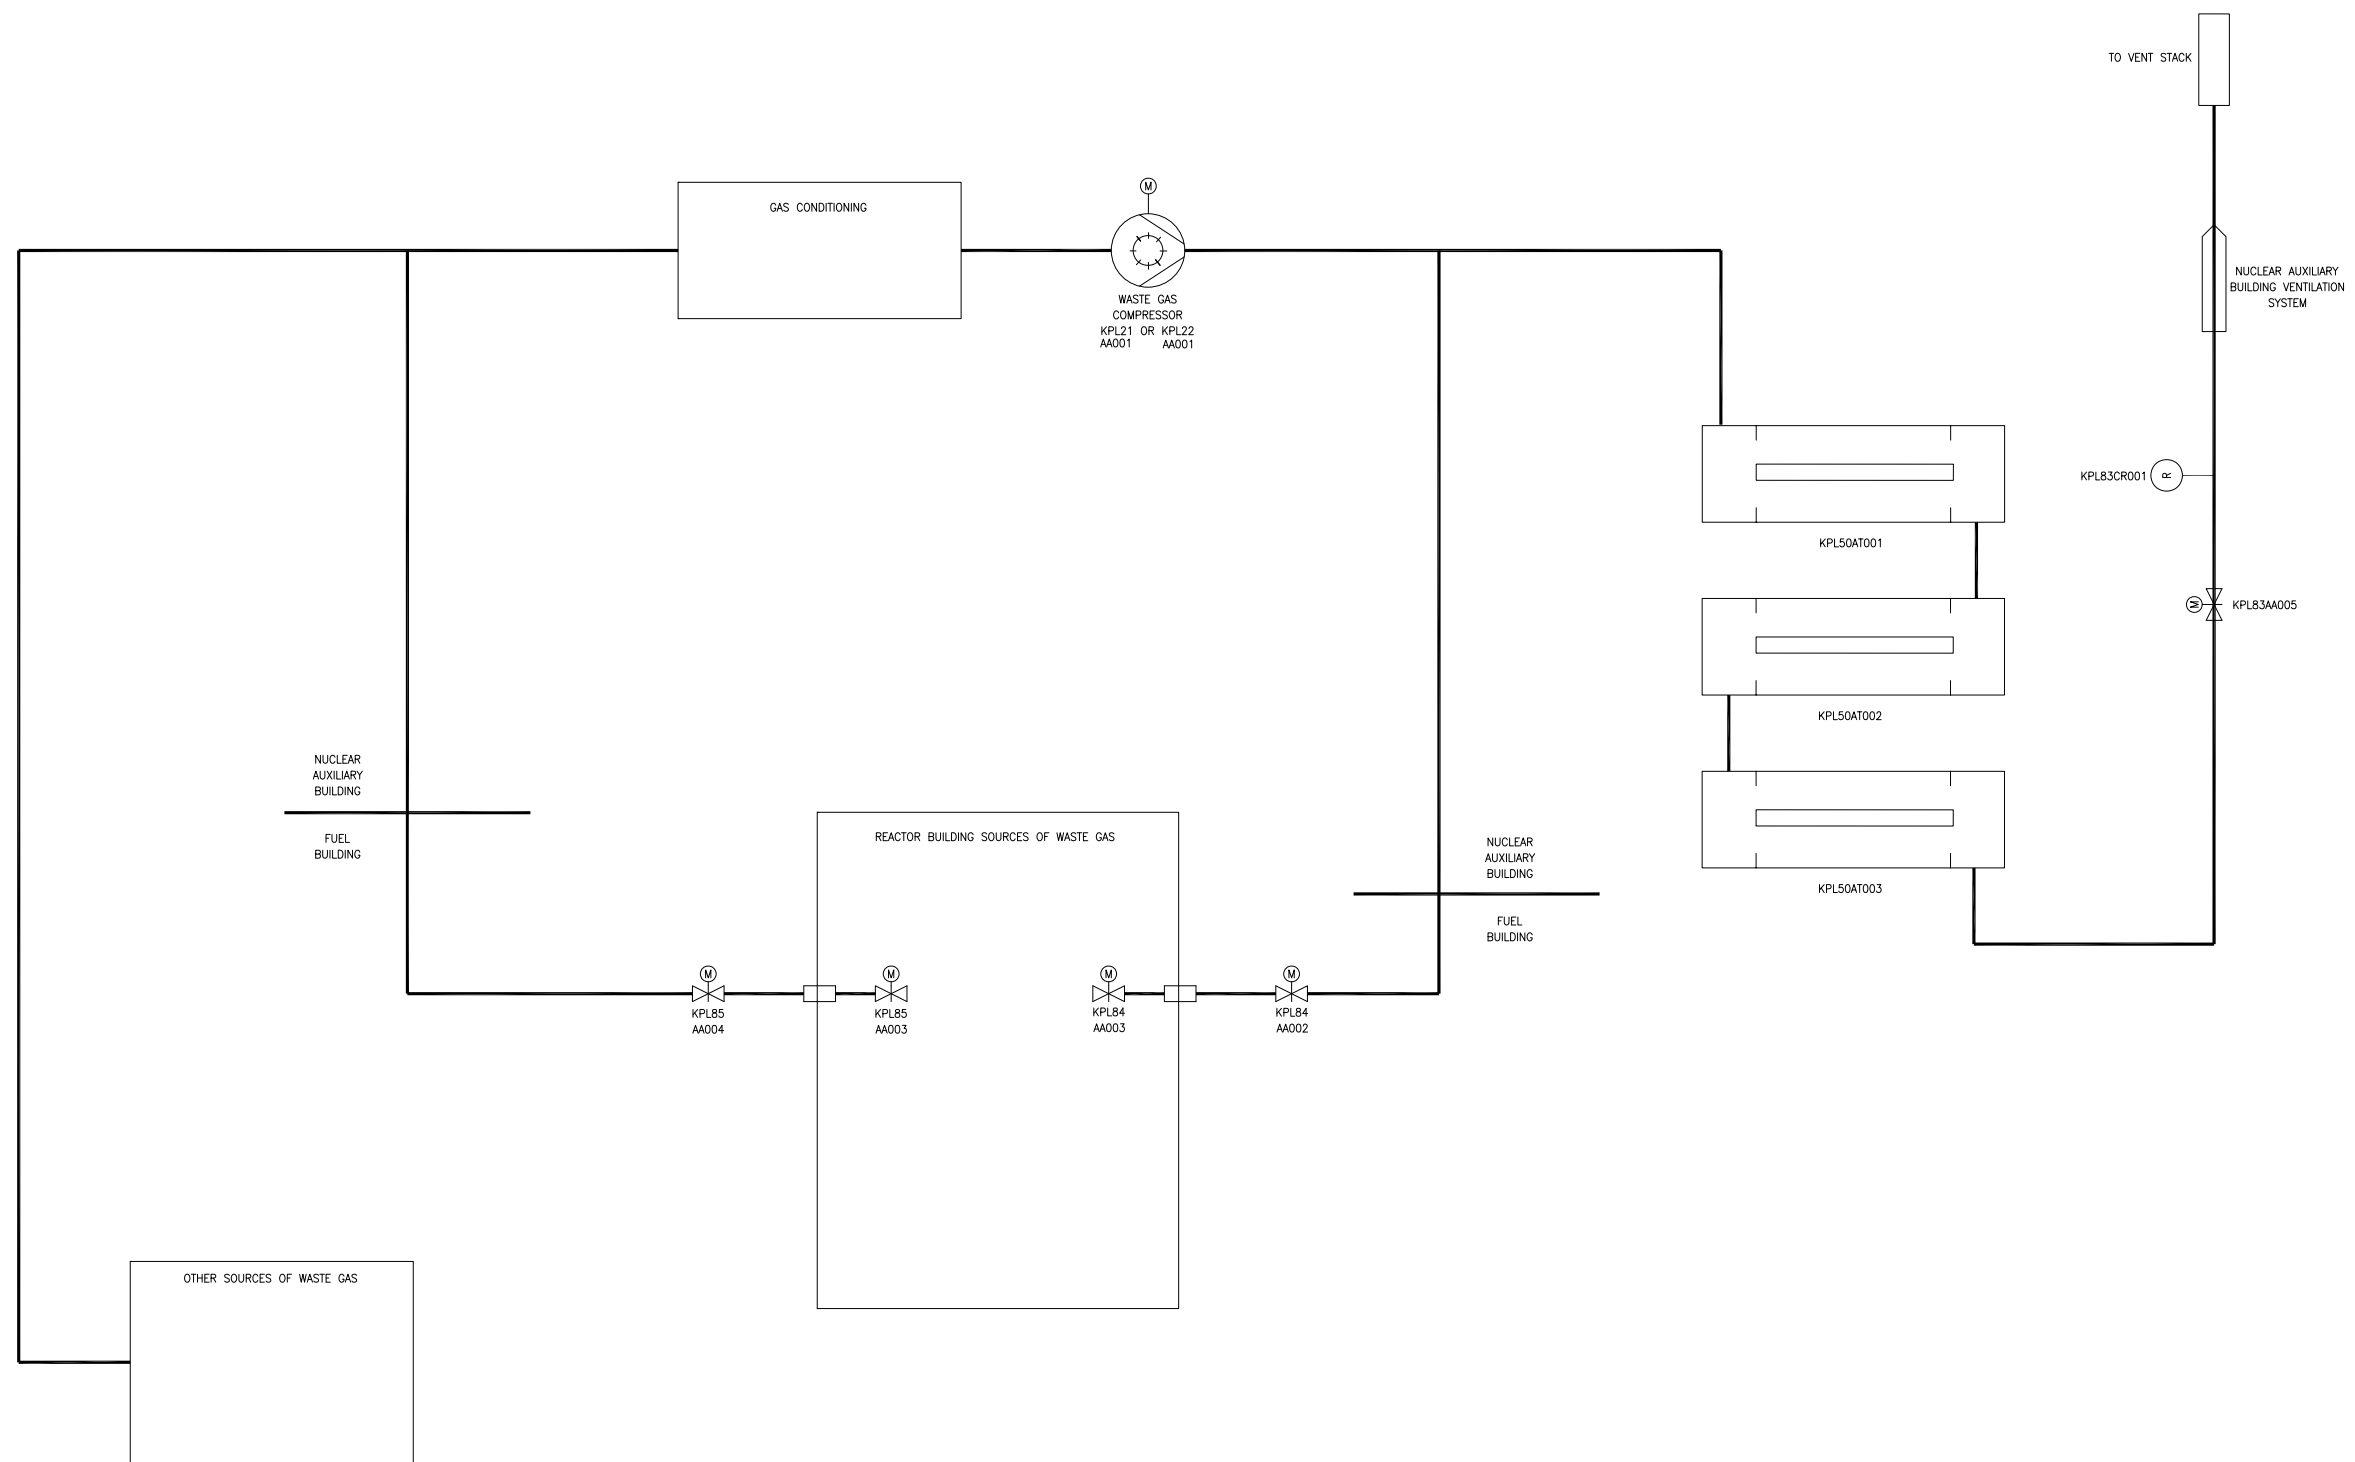 TO VENT STACK
M
GAS CONDITIONING
NUCLEAR AUXILIARY
BUILDING VENTILATION
SYSTEM
WASTE GAS
COMPRESSOR
KPL21 OR KPL22
AA001 AA001
KPL83CR001
R
KPL50AT001
M
KPL83AA005
KPL50AT002
NUCLEAR
AUXILIARY
BUILDING
FUEL
BUILDING
REACTOR BUILDING SOURCES OF WASTE GAS
NUCLEAR
AUXILIARY
BUILDING
FUEL
BUILDING
KPL50AT003
M
KPL85
AA004
M
KPL85
AA003
M
KPL84
AA003
M
KPL84
AA002
OTHER SOURCES OF WASTE GAS